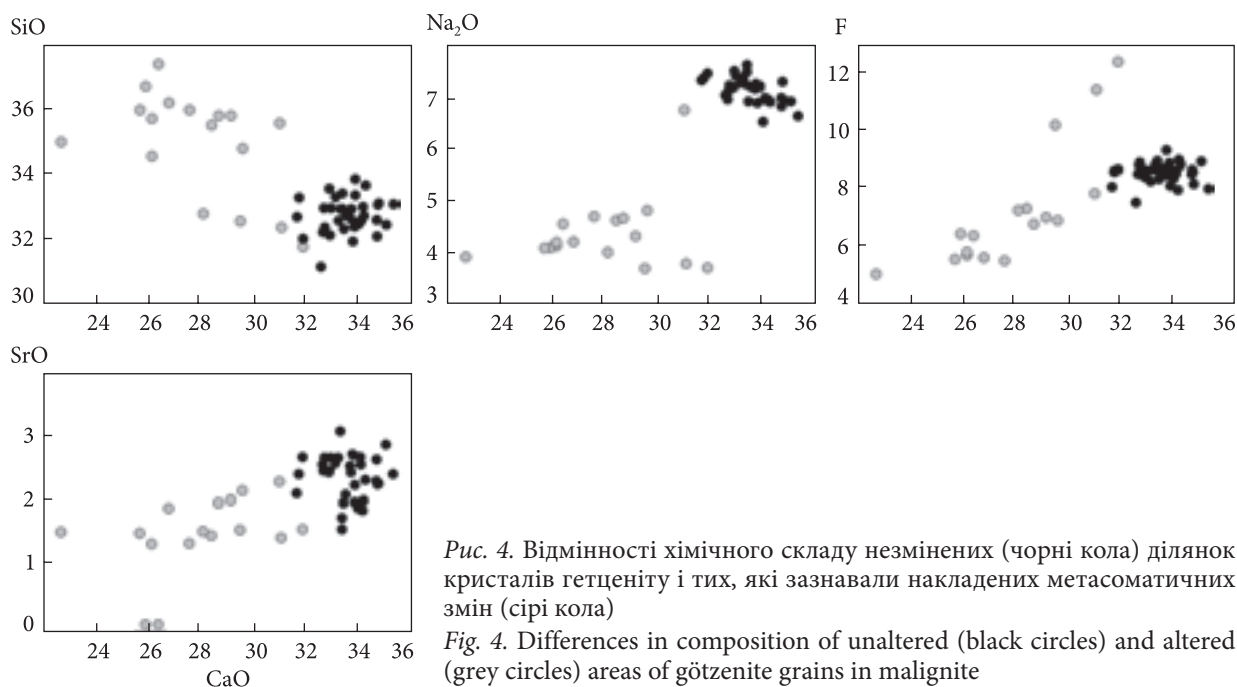 SiO
36
34
32
30
24 26 28 30 32 34 36
Na₂O
7
6
5
4
3
24 26 28 30 32 34 36
F
12
10
8
6
4
24 26 28 30 32 34 36
SrO
3
2
1
0
24 26 28 30 32 34 36
CaO
Рис. 4. Відмінності хімічного складу незмінених (чорні кола) ділянок
кристалів гетценіту і тих, які зазнавали накладених метасоматичних
змін (сірі кола)
Fig. 4. Differences in composition of unaltered (black circles) and altered
(grey circles) areas of götzenite grains in malignite